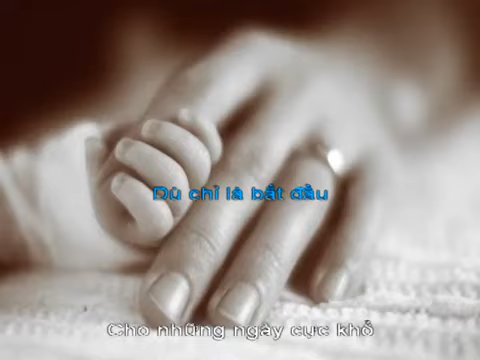 Dù chỉ là bắt đầu
Cho những ngày cực khổ